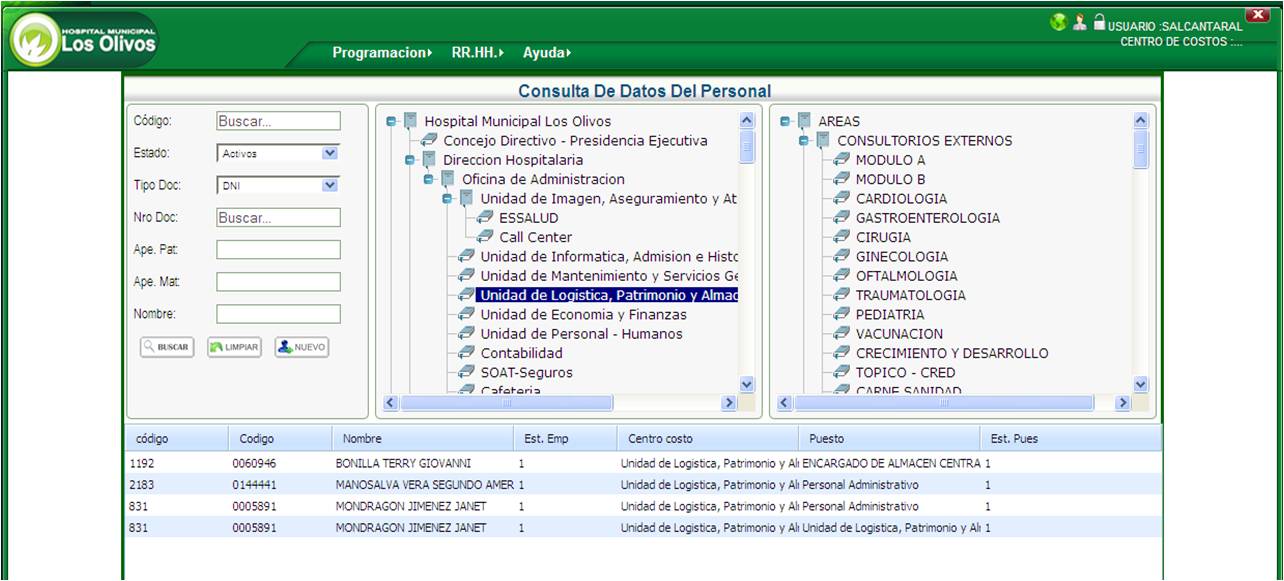 HOSPITAL MUNICIPAL
Los Olivos
Programacion
RR.HH.
Ayuda
USUARIO :SALCANTARAL
CENTRO DE COSTOS :...
Consulta De Datos Del Personal
Código: Buscar...
Estado: Activos
Tipo Doc: DNI
Nro Doc: Buscar...
Ape. Pat:
Ape. Mat:
Nombre:
BUSCAR LIMPIAR NUEVO
Hospital Municipal Los Olivos
Concejo Directivo - Presidencia Ejecutiva
Direccion Hospitalaria
Oficina de Administracion
Unidad de Imagen, Aseguramiento y At
ESSALUD
Call Center
Unidad de Informatica, Admision e Histo
Unidad de Mantenimiento y Servicios Ge
Unidad de Logistica, Patrimonio y Almac
Unidad de Economia y Finanzas
Unidad de Personal - Humanos
Contabilidad
SOAT-Seguros
Cafeteria
AREAS
CONSULTORIOS EXTERNOS
MODULO A
MODULO B
CARDIOLOGIA
GASTROENTEROLOGIA
CIRUGIA
GINECOLOGIA
OFTALMOLOGIA
TRAUMATOLOGIA
PEDIATRIA
VACUNACION
CRECIMIENTO Y DESARROLLO
TOPICO - CRED
CARNE SANIDAD
código Codigo Nombre Est. Emp Centro costo Puesto Est. Pues
1192 0060946 BONILLA TERRY GIOVANNI 1 Unidad de Logistica, Patrimonio y Al ENCARGADO DE ALMACEN CENTRA 1
2183 0144441 MANOSALVA VERA SEGUNDO AMER 1 Unidad de Logistica, Patrimonio y Al Personal Administrativo 1
831 0005891 MONDRAGON JIMENEZ JANET 1 Unidad de Logistica, Patrimonio y Al Personal Administrativo 1
831 0005891 MONDRAGON JIMENEZ JANET 1 Unidad de Logistica, Patrimonio y Al Unidad de Logistica, Patrimonio y Al 1